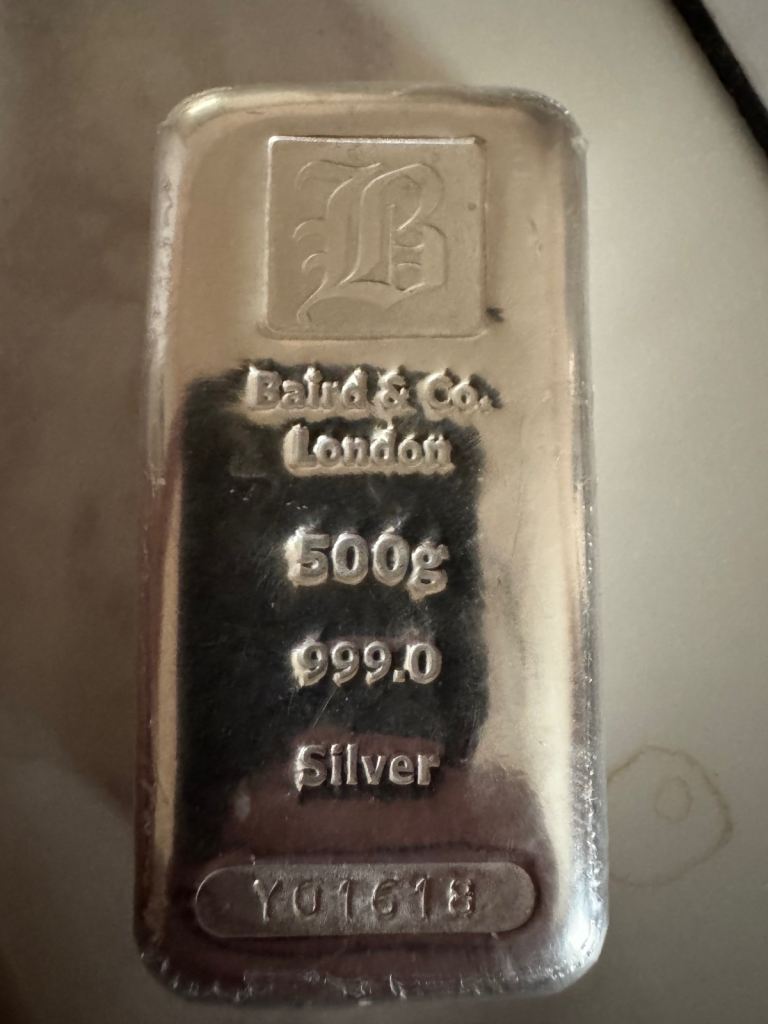 B
Baird & Co.
London
500g
999.0
Silver
Y01618